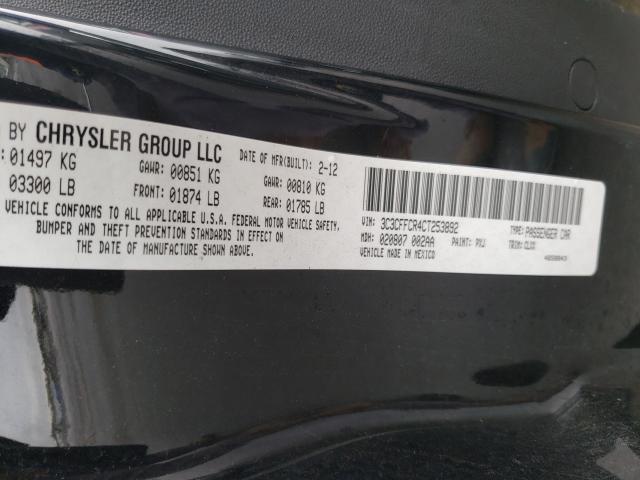 BY CHRYSLER GROUP LLC
DATE OF MFR(BUILT): 2-12
: 01497 KG GAWR: 00851 KG GAWR: 00810 KG
03300 LB FRONT: 01874 LB REAR: 01785 LB
VEHICLE CONFORMS TO ALL APPLICABLE U.S.A. FEDERAL MOTOR VEHICLE SAFETY,
BUMPER AND THEFT PREVENTION STANDARDS IN EFFECT ON
THE DATE OF MANUFACTURE SHOWN ABOVE.
VIN: 3C3CFFCR4CT253892 TYPE: PASSENGER CAR
MDH: 020807 002AA PAINT: PXJ TRIM:
VEHICLE MADE IN MEXICO